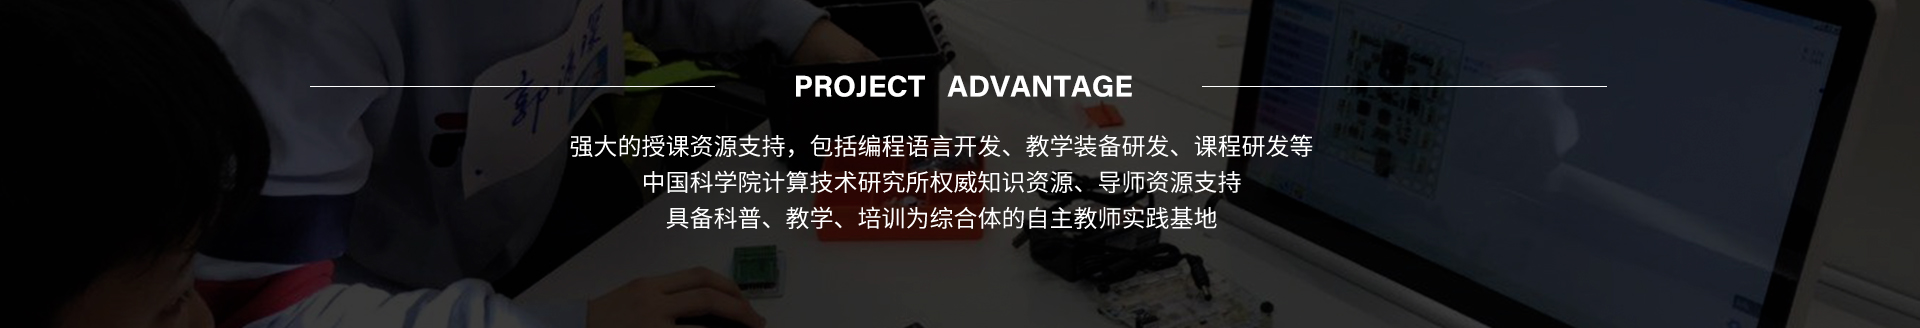 PROJECT ADVANTAGE
强大的授课资源支持，包括编程语言开发、教学装备研发、课程研发等
中国科学院计算技术研究所权威知识资源、导师资源支持
具备科普、教学、培训为综合体的自主教师实践基地